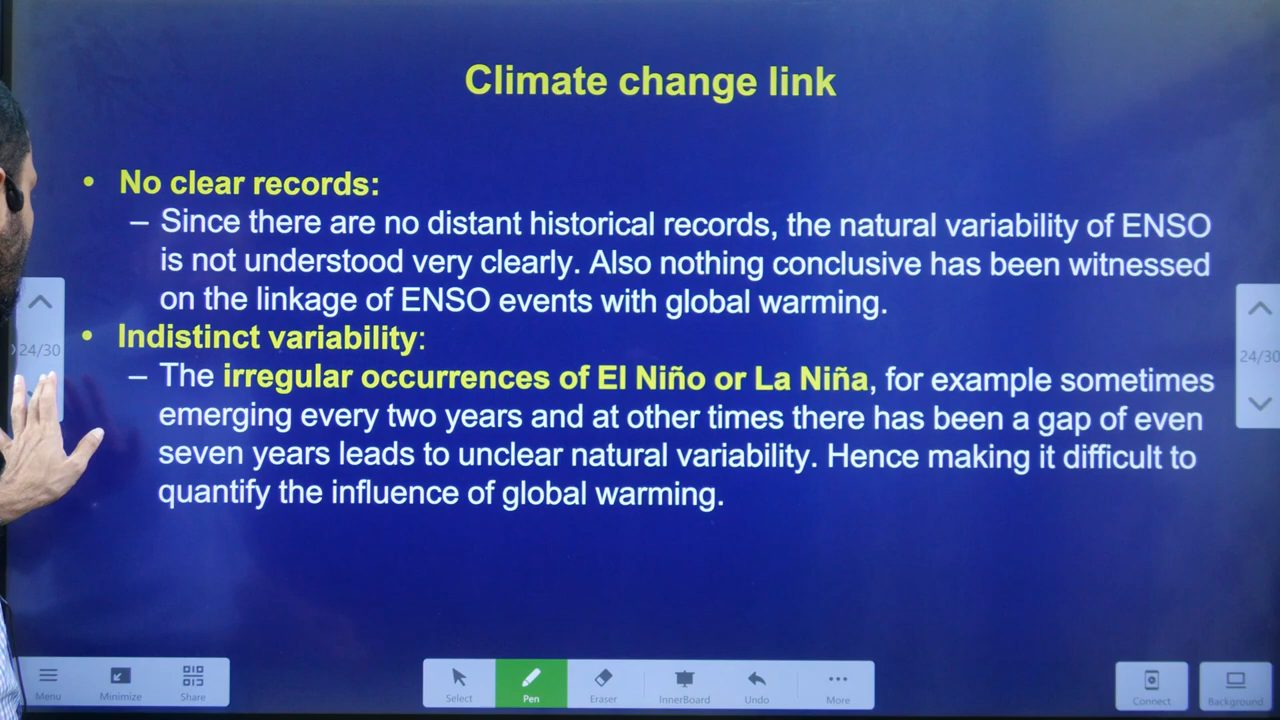 Climate change link
• No clear records:
– Since there are no distant historical records, the natural variability of ENSO
is not understood very clearly. Also nothing conclusive has been witnessed
on the linkage of ENSO events with global warming.
• Indistinct variability:
– The irregular occurrences of El Niño or La Niña, for example sometimes
emerging every two years and at other times there has been a gap of even
seven years leads to unclear natural variability. Hence making it difficult to
quantify the influence of global warming.
24/30
24/30
Menu
Minimize
Share
Select
Pen
Eraser
InnerBoard
Undo
More
Connect
Background